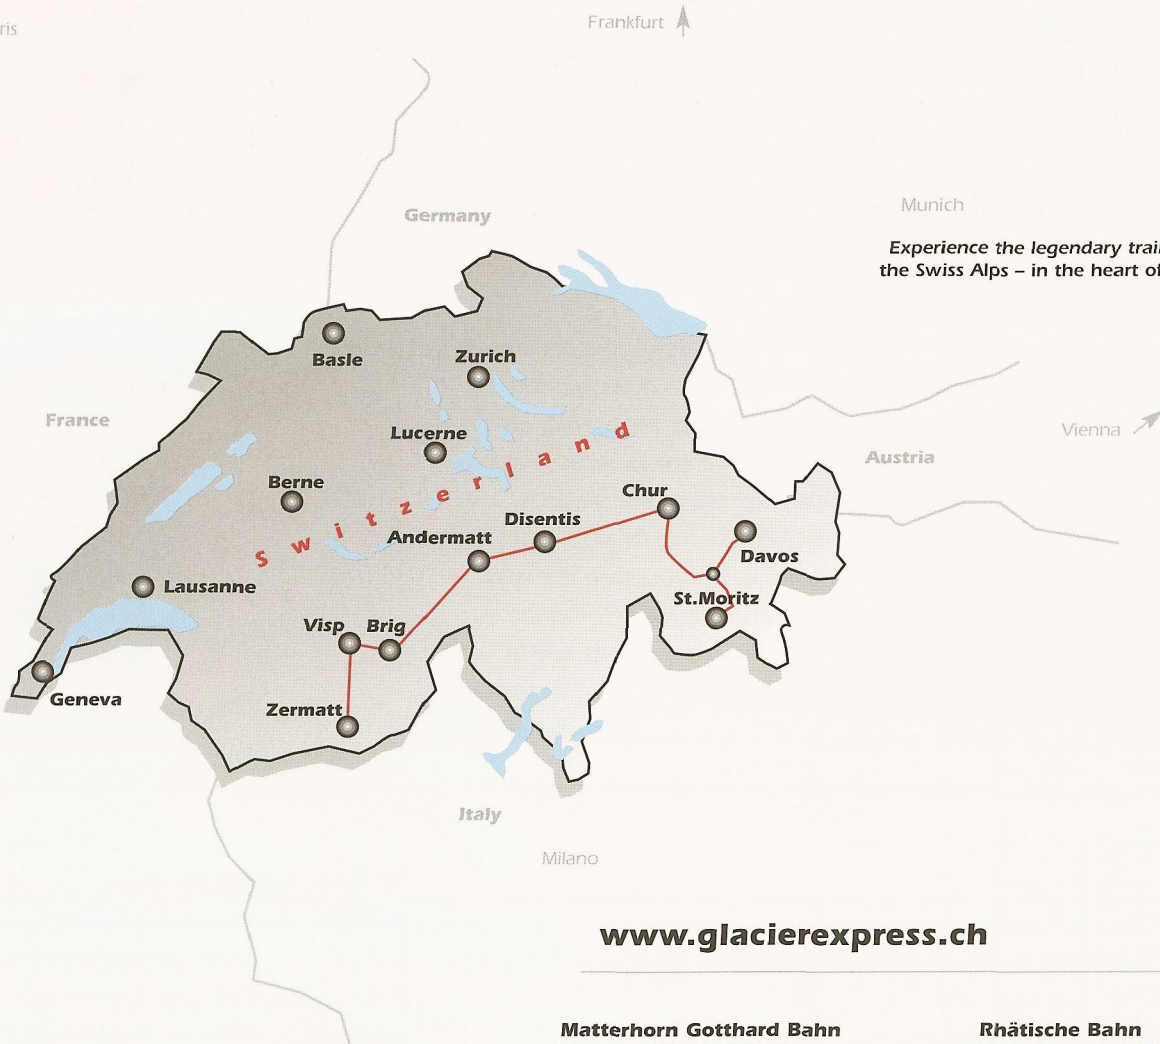 Frankfurt
Germany
Munich
Experience the legendary
the Swiss Alps – in the heart of
Basle
Zurich
France
Lucerne
Vienna
Austria
Switzerland
Berne
Chur
Disentis
Andermatt
Davos
Lausanne
St.Moritz
Visp
Brig
Geneva
Zermatt
Italy
Milano
www.glacierexpress.ch
Matterhorn Gotthard Bahn
Rhätische Bahn